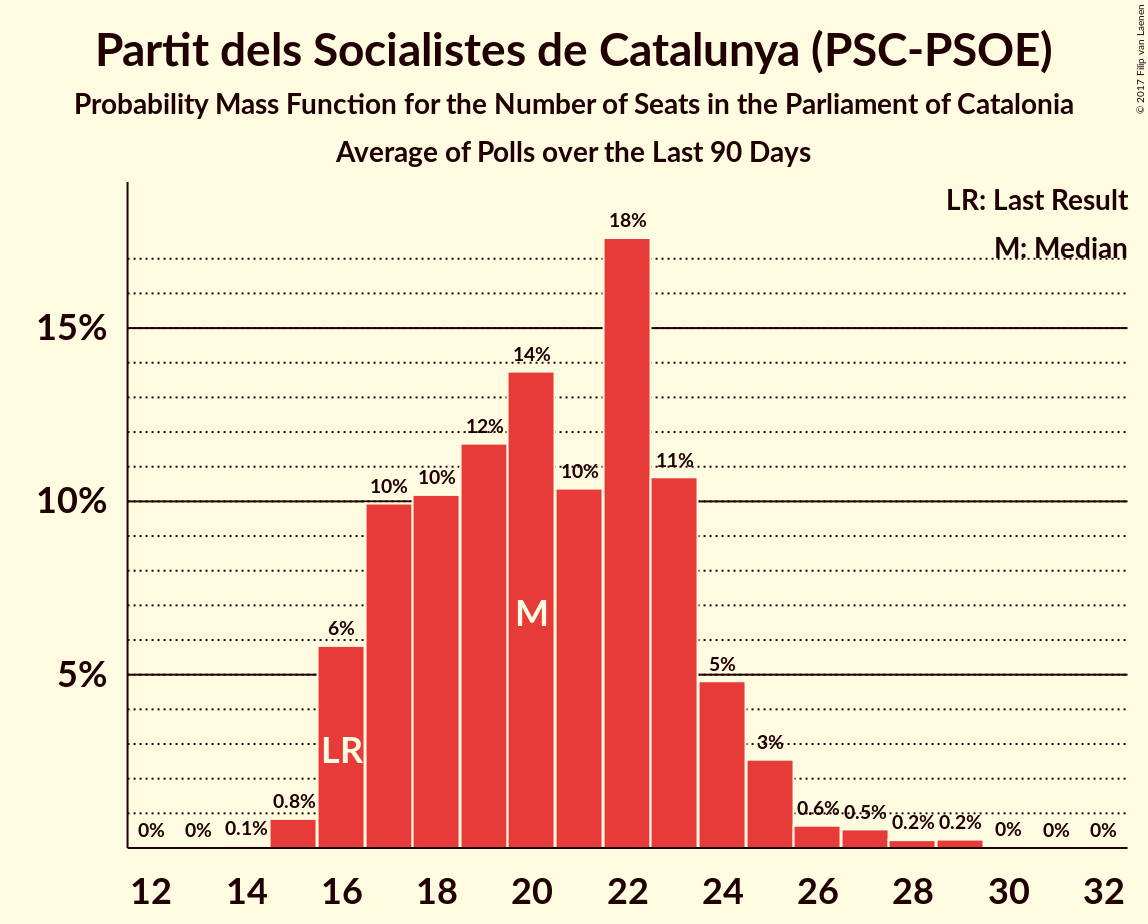 Partit dels Socialistes de Catalunya (PSC-PSOE)
Probability Mass Function for the Number of Seats in the Parliament of Catalonia
Average of Polls over the Last 90 Days
© 2017 Filip van Laenen
LR: Last Result
M: Median
15%
10%
5%
0%
0%
0.1%
0.8%
6%
10%
10%
12%
14%
10%
18%
11%
5%
3%
0.6%
0.5%
0.2%
0.2%
0%
0%
0%
LR
M
12 14 16 18 20 22 24 26 28 30 32